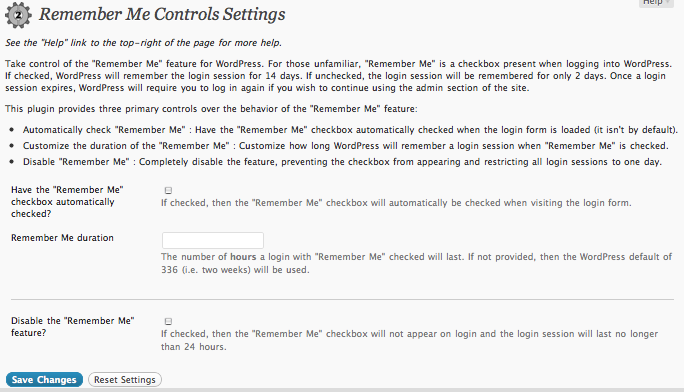 Help
Remember Me Controls Settings
See the "Help" link to the top-right of the page for more help.
Take control of the "Remember Me" feature for WordPress. For those unfamiliar, "Remember Me" is a checkbox present when logging into WordPress.
If checked, WordPress will remember the login session for 14 days. If unchecked, the login session will be remembered for only 2 days. Once a login
session expires, WordPress will require you to log in again if you wish to continue using the admin section of the site.
This plugin provides three primary controls over the behavior of the "Remember Me" feature:
• Automatically check "Remember Me" : Have the "Remember Me" checkbox automatically checked when the login form is loaded (it isn't by default).
• Customize the duration of the "Remember Me" : Customize how long WordPress will remember a login session when "Remember Me" is checked.
• Disable "Remember Me" : Completely disable the feature, preventing the checkbox from appearing and restricting all login sessions to one day.
Have the "Remember Me"
checkbox automatically
checked?
If checked, then the "Remember Me" checkbox will automatically be checked when visiting the login form.
Remember Me duration
The number of hours a login with "Remember Me" checked will last. If not provided, then the WordPress default of
336 (i.e. two weeks) will be used.
Disable the "Remember Me"
feature?
If checked, then the "Remember Me" checkbox will not appear on login and the login session will last no longer
than 24 hours.
Save Changes
Reset Settings